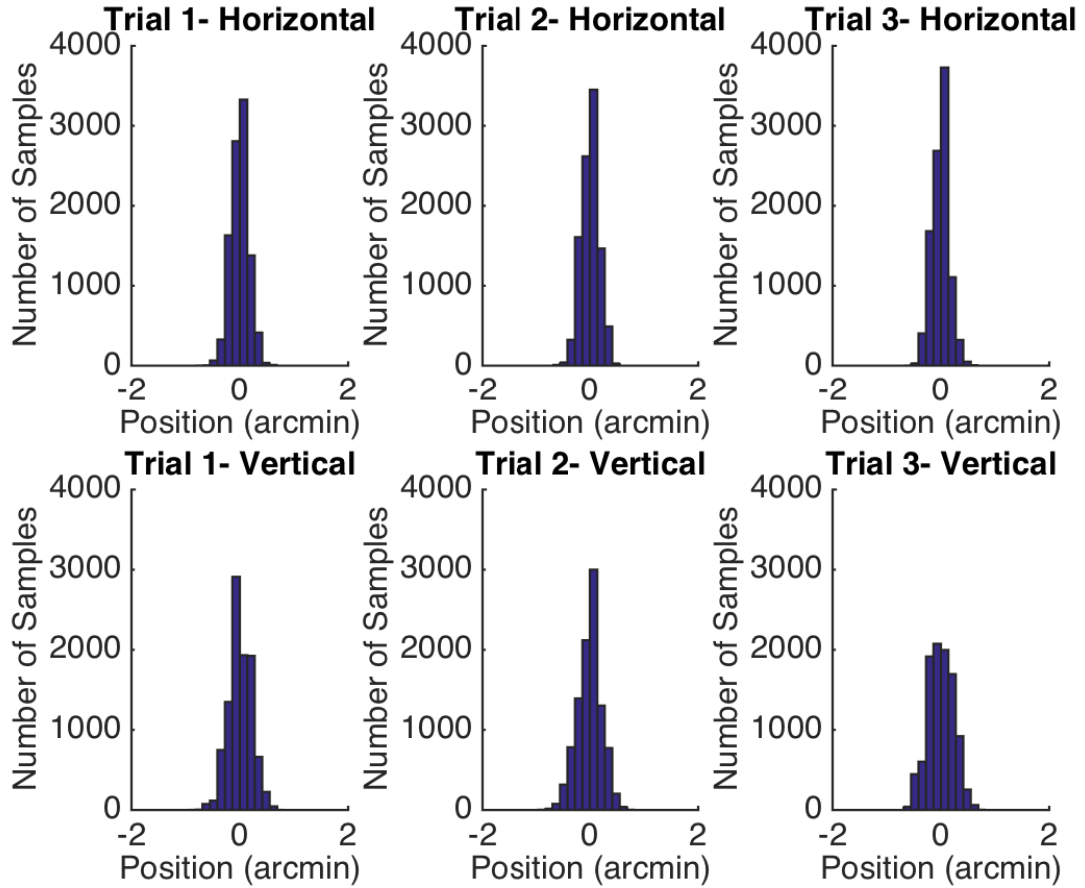 Trial 1- Horizontal
Trial 2- Horizontal
Trial 3- Horizontal
4000
3000
2000
1000
0
Number of Samples
-2 0 2
Position (arcmin)
4000
3000
2000
1000
0
Number of Samples
-2 0 2
Position (arcmin)
4000
3000
2000
1000
0
Number of Samples
-2 0 2
Position (arcmin)
Trial 1- Vertical
Trial 2- Vertical
Trial 3- Vertical
4000
3000
2000
1000
0
Number of Samples
-2 0 2
Position (arcmin)
4000
3000
2000
1000
0
Number of Samples
-2 0 2
Position (arcmin)
4000
3000
2000
1000
0
Number of Samples
-2 0 2
Position (arcmin)